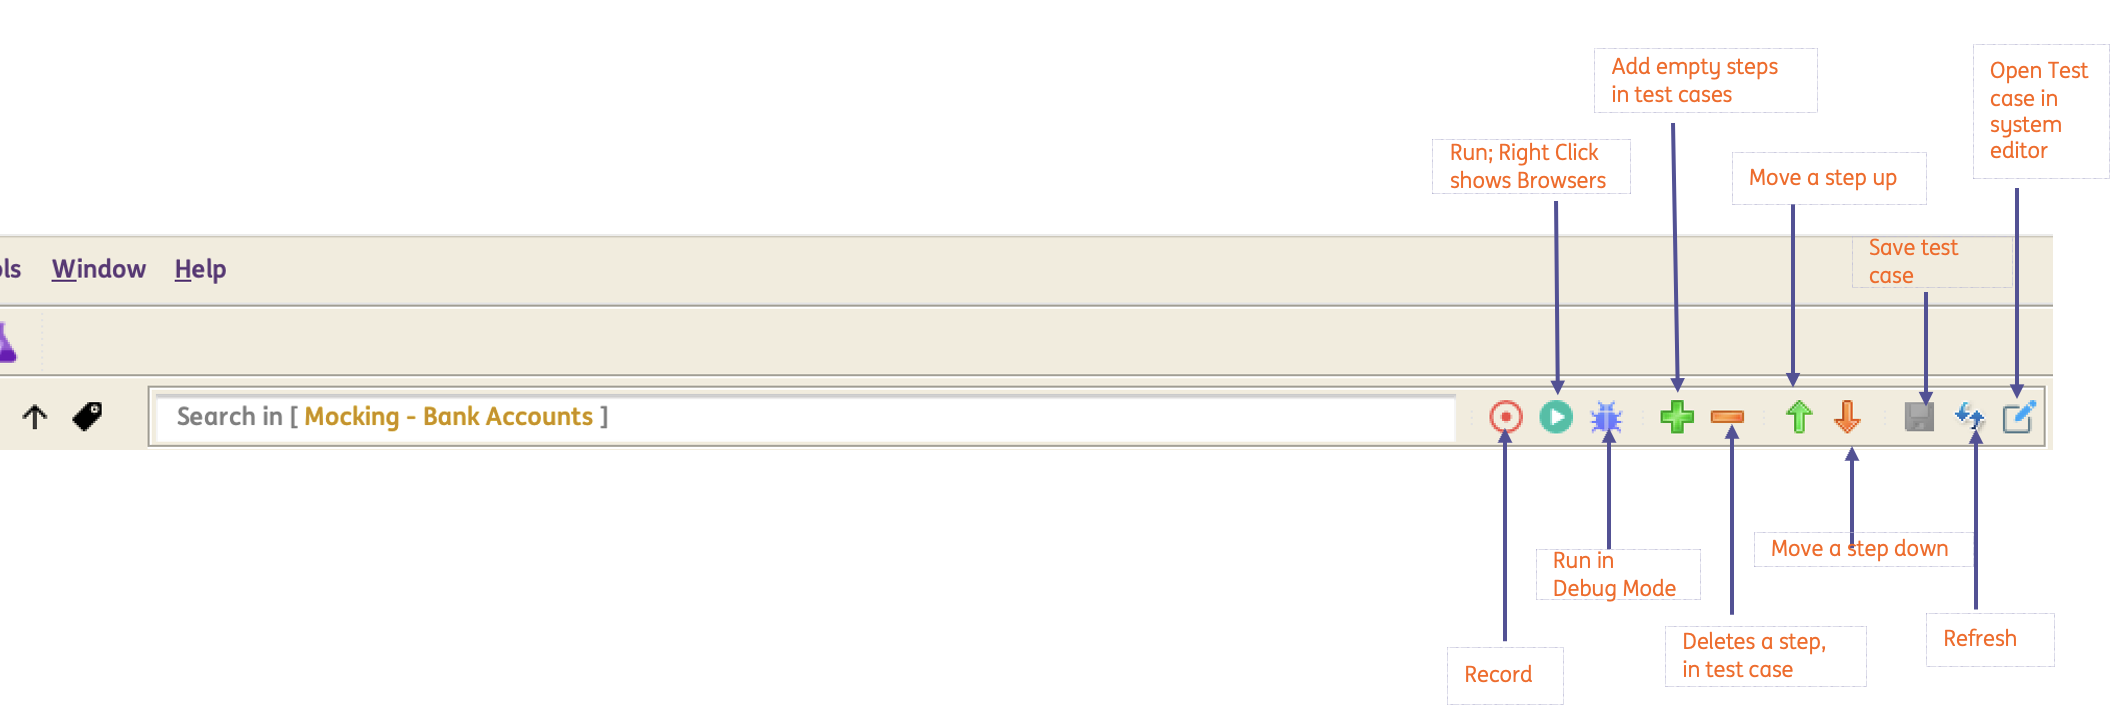 Add empty steps
in test cases
Open Test
case in
system
editor
Run; Right Click
shows Browsers
Move a step up
Save test
case
ols Window Help
Search in [ Mocking - Bank Accounts ]
Move a step down
Run in
Debug Mode
Deletes a step,
in test case
Refresh
Record